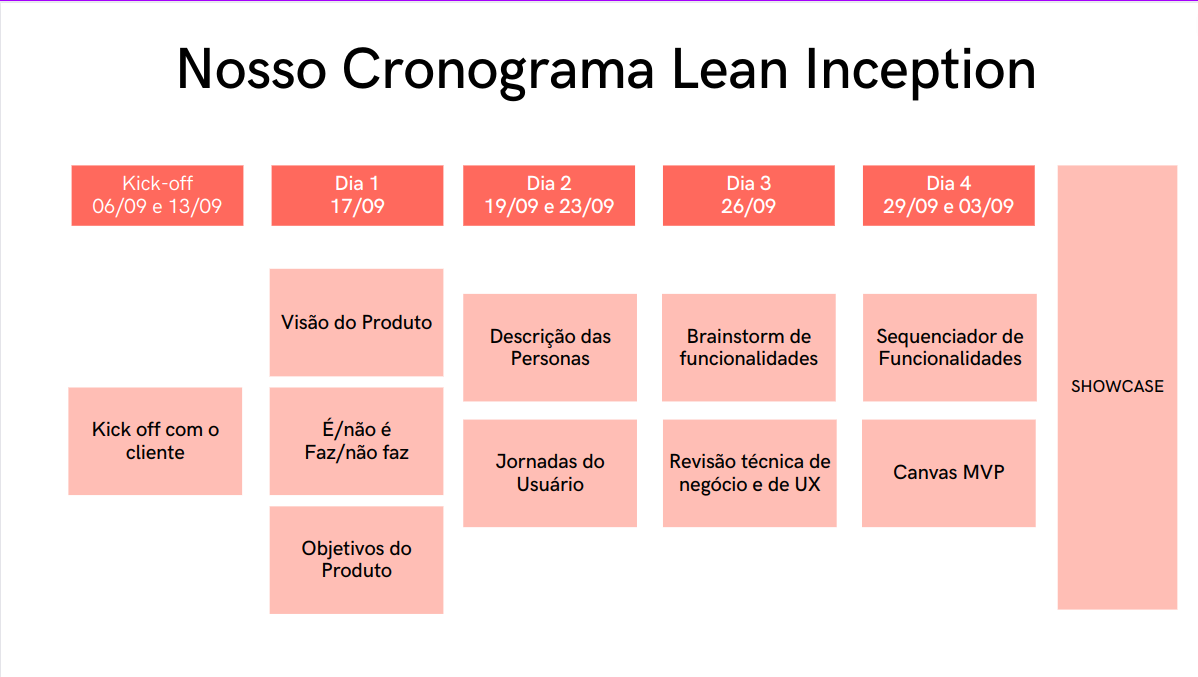 Nosso Cronograma Lean Inception
Kick-off
06/09 e 13/09
Kick off com o
cliente
Dia 1
17/09
Visão do Produto
É/não é
Faz/não faz
Objetivos do
Produto
Dia 2
19/09 e 23/09
Descrição das
Personas
Jornadas do
Usuário
Dia 3
26/09
Brainstorm de
funcionalidades
Revisão técnica de
negócio e de UX
Dia 4
29/09 e 03/09
Sequenciador de
Funcionalidades
Canvas MVP
SHOWCASE